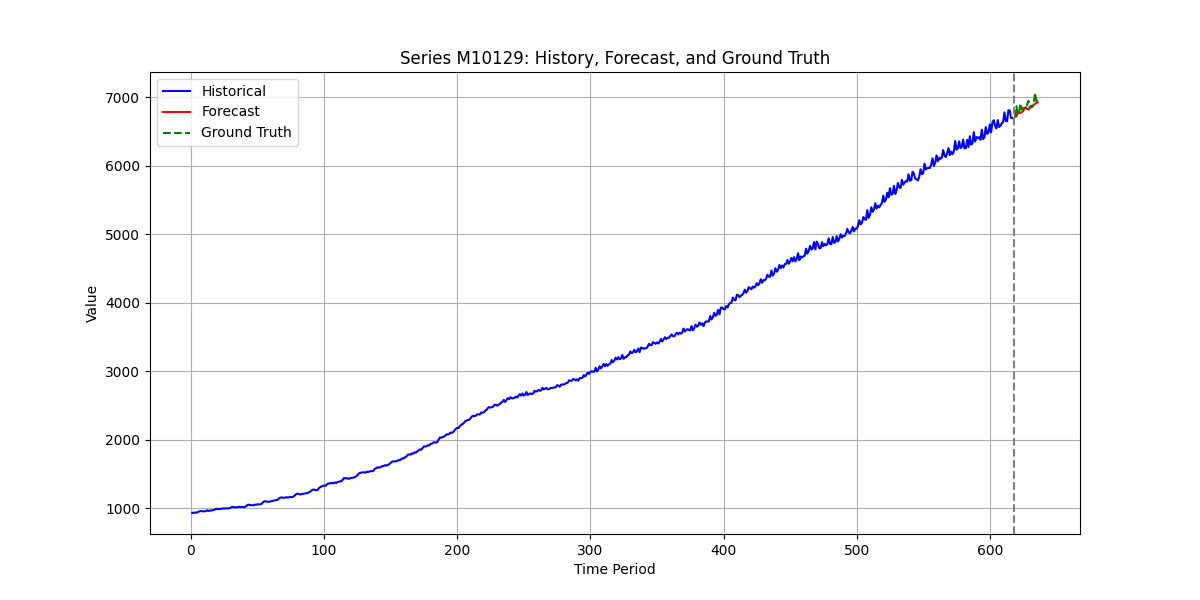 Series M10129: History, Forecast, and Ground Truth
Historical
Forecast
Ground Truth
7000
6000
5000
4000
3000
2000
1000
Value
0 100 200 300 400 500 600
Time Period